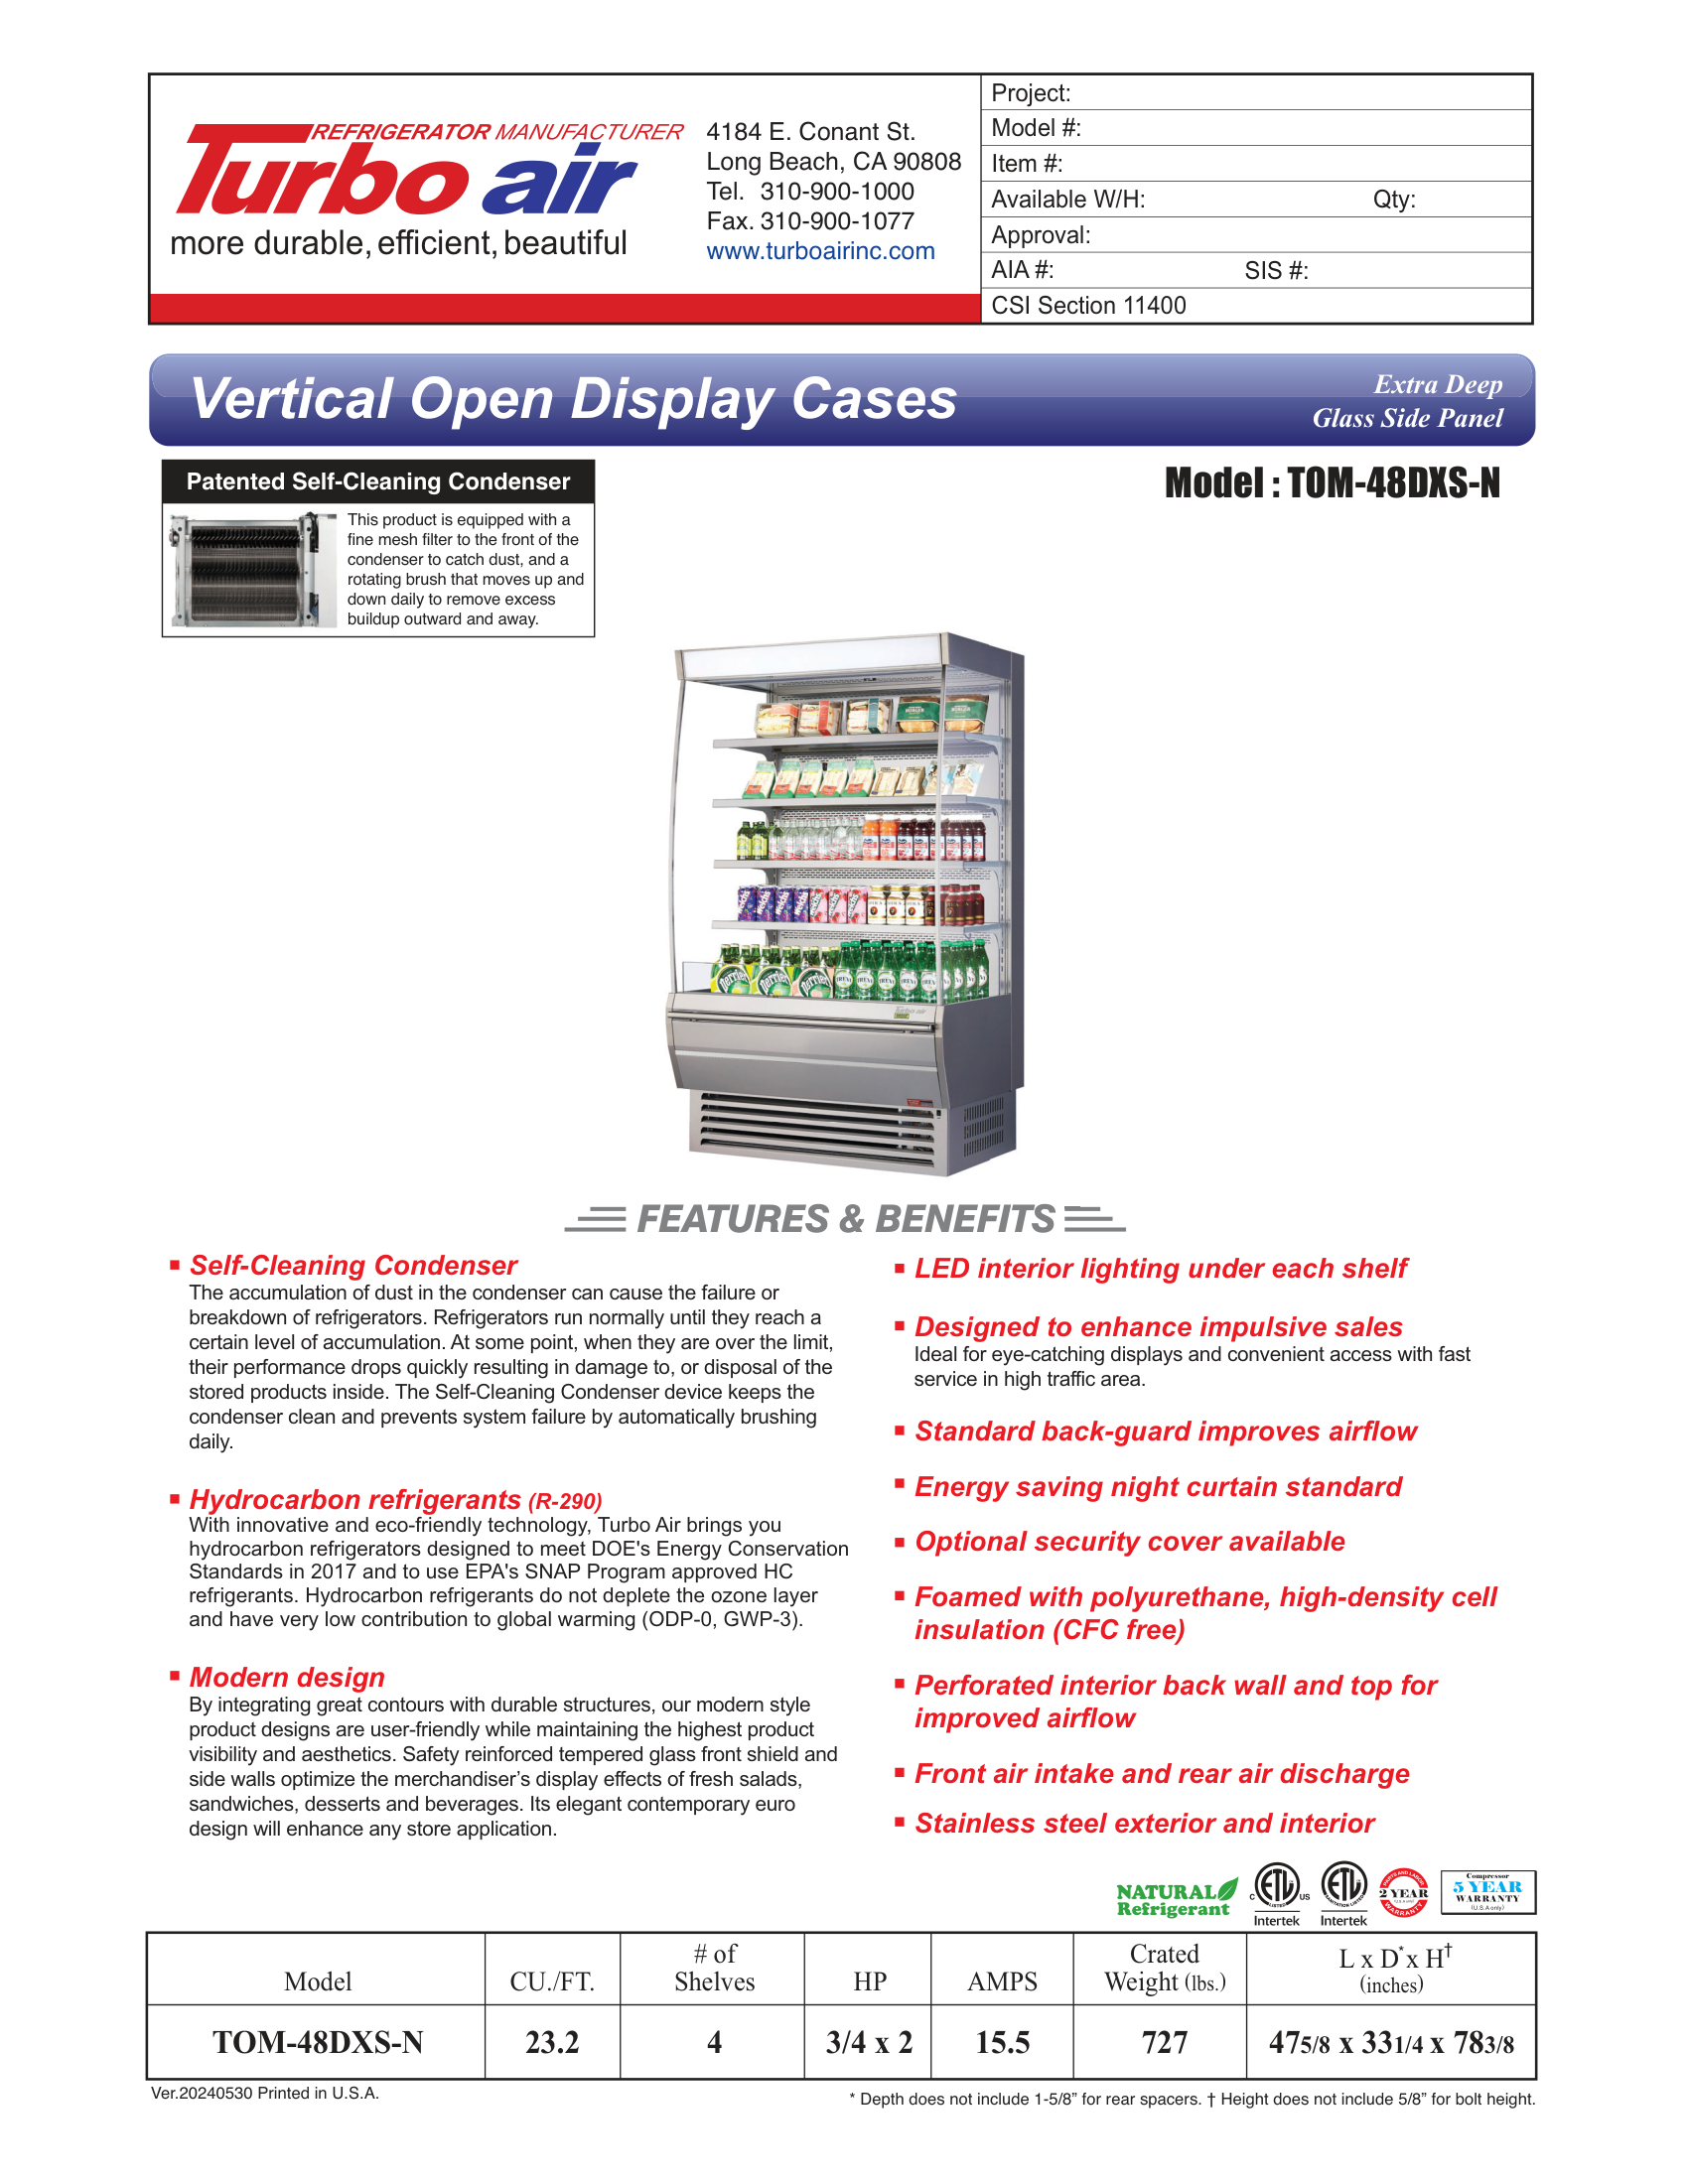 REFRIGERATOR MANUFACTURER
Turbo air
more durable, efficient, beautiful
4184 E. Conant St.
Long Beach, CA 90808
Tel. 310-900-1000
Fax. 310-900-1077
www.turboairinc.com
Project:
Model #:
Item #:
Available W/H: Qty:
Approval:
AIA #: SIS #:
CSI Section 11400
Vertical Open Display Cases
Extra Deep
Glass Side Panel
Patented Self-Cleaning Condenser
This product is equipped with a
fine mesh filter to the front of the
condenser to catch dust, and a
rotating brush that moves up and
down daily to remove excess
buildup outward and away.
Model : TOM-48DXS-N
perrier perrier perrier
Turbo air
FEATURES & BENEFITS
▪ Self-Cleaning Condenser
The accumulation of dust in the condenser can cause the failure or
breakdown of refrigerators. Refrigerators run normally until they reach a
certain level of accumulation. At some point, when they are over the limit,
their performance drops quickly resulting in damage to, or disposal of the
stored products inside. The Self-Cleaning Condenser device keeps the
condenser clean and prevents system failure by automatically brushing
daily.
▪ Hydrocarbon refrigerants (R-290)
With innovative and eco-friendly technology, Turbo Air brings you
hydrocarbon refrigerators designed to meet DOE's Energy Conservation
Standards in 2017 and to use EPA's SNAP Program approved HC
refrigerants. Hydrocarbon refrigerants do not deplete the ozone layer
and have very low contribution to global warming (ODP-0, GWP-3).
▪ Modern design
By integrating great contours with durable structures, our modern style
product designs are user-friendly while maintaining the highest product
visibility and aesthetics. Safety reinforced tempered glass front shield and
side walls optimize the merchandiser’s display effects of fresh salads,
sandwiches, desserts and beverages. Its elegant contemporary euro
design will enhance any store application.
▪ LED interior lighting under each shelf
▪ Designed to enhance impulsive sales
Ideal for eye-catching displays and convenient access with fast
service in high traffic area.
▪ Standard back-guard improves airflow
▪ Energy saving night curtain standard
▪ Optional security cover available
▪ Foamed with polyurethane, high-density cell
insulation (CFC free)
▪ Perforated interior back wall and top for
improved airflow
▪ Front air intake and rear air discharge
▪ Stainless steel exterior and interior
NATURAL
Refrigerant
C ETL US
LISTED
Intertek
ETL
SANITATION LISTED
Intertek
PARTS AND LABOR
2 YEAR
WARRANTY
Compressor
5 YEAR
WARRANTY
(U.S.A only)
Model CU./FT. # of Shelves HP AMPS Crated Weight (lbs.) L x D* x H† (inches)
TOM-48DXS-N 23.2 4 3/4 x 2 15.5 727 475/8 x 331/4 x 783/8
Ver.20240530 Printed in U.S.A.
* Depth does not include 1-5/8” for rear spacers. † Height does not include 5/8” for bolt height.